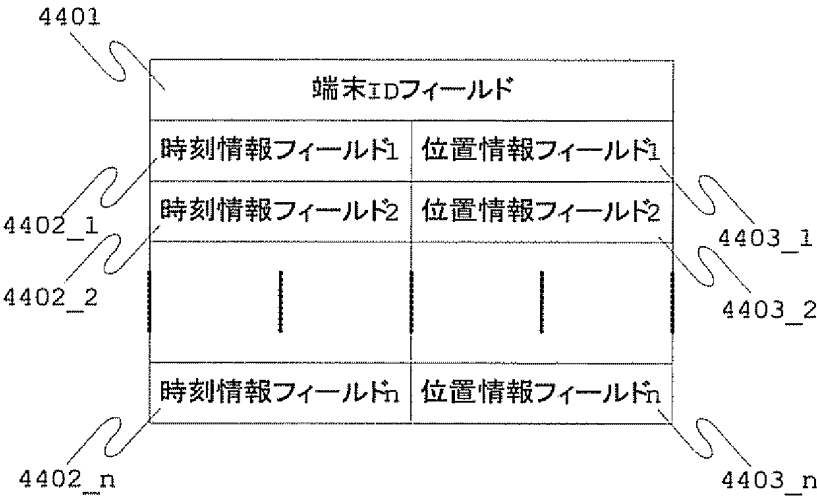 4401
端末IDフィールド
時刻情報フィールド1 位置情報フィールド1
4402_1
時刻情報フィールド2 位置情報フィールド2
4403_1
4402_2
4403_2
時刻情報フィールドn 位置情報フィールドn
4402_n
4403_n